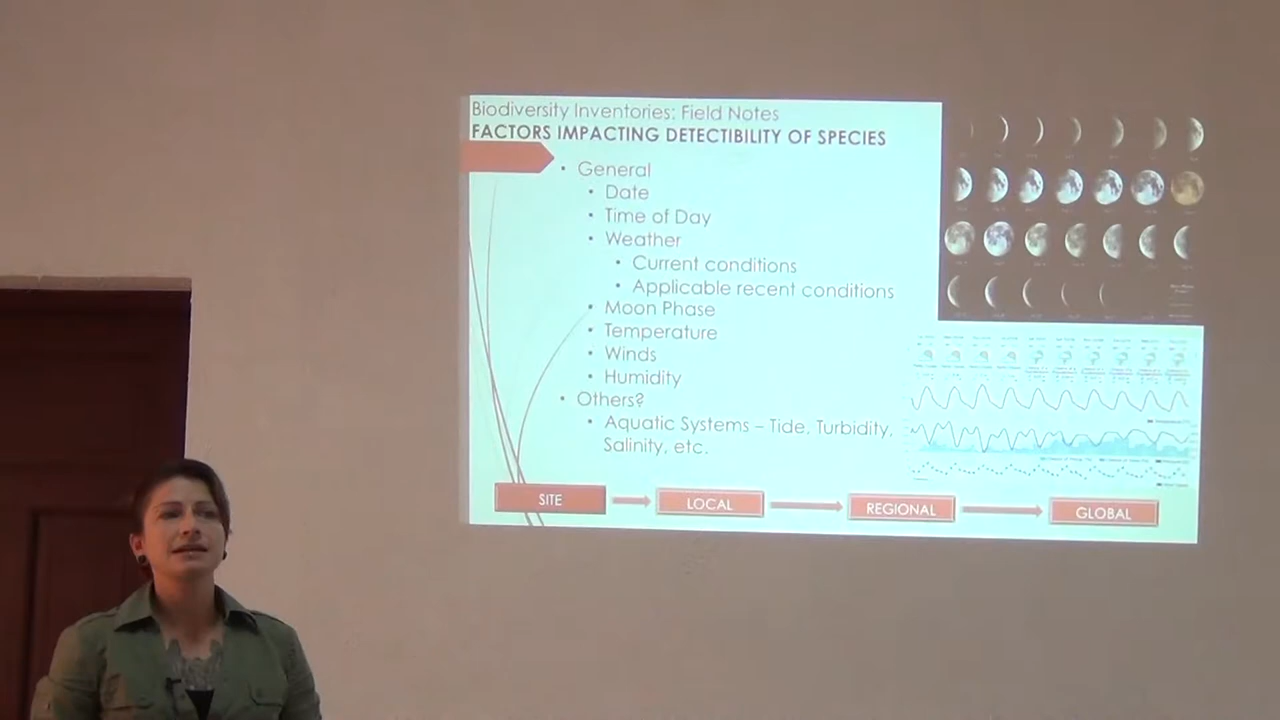 Biodiversity Inventories: Field Notes
FACTORS IMPACTING DETECTIBILITY OF SPECIES
• General
• Date
• Time of Day
• Weather
• Current conditions
• Applicable recent conditions
• Moon Phase
• Temperature
• Winds
• Humidity
• Others?
• Aquatic Systems – Tide, Turbidity,
Salinity, etc.
SITE
LOCAL
REGIONAL
GLOBAL